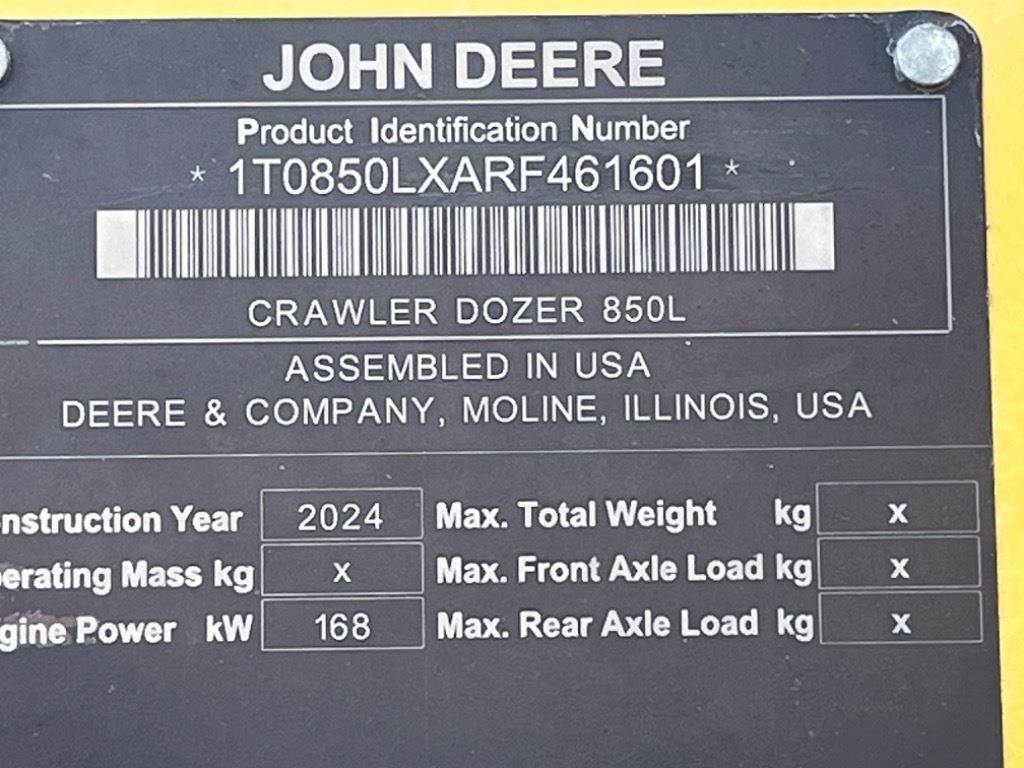 JOHN DEERE
Product Identification Number
* 1T0850LXARF461601 *
CRAWLER DOZER 850L
ASSEMBLED IN USA
DEERE & COMPANY, MOLINE, ILLINOIS, USA
nstruction Year 2024 Max. Total Weight kg x
erating Mass kg x Max. Front Axle Load kg x
gine Power kW 168 Max. Rear Axle Load kg x